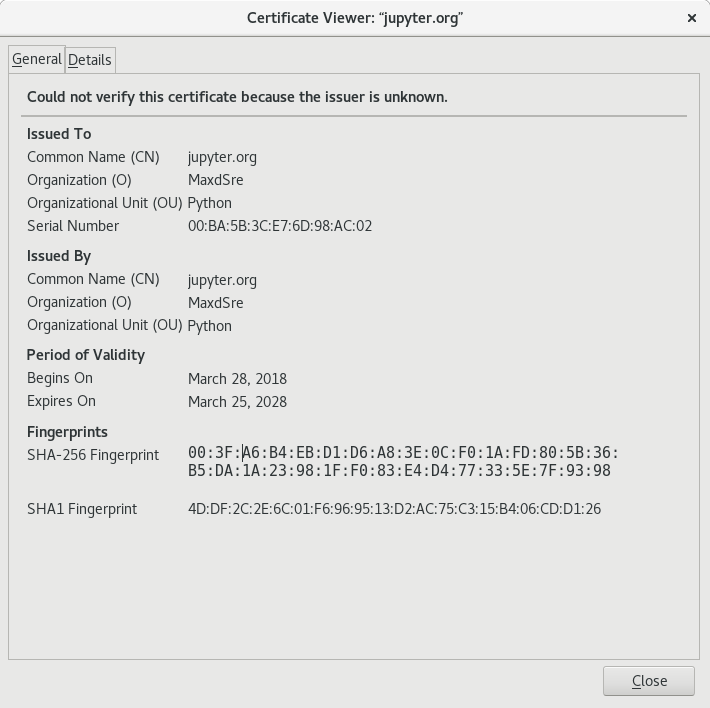 Certificate Viewer: “jupyter.org”
×
General
Details
Could not verify this certificate because the issuer is unknown.
Issued To
Common Name (CN) jupyter.org
Organization (O) MaxdSre
Organizational Unit (OU) Python
Serial Number 00:BA:5B:3C:E7:6D:98:AC:02
Issued By
Common Name (CN) jupyter.org
Organization (O) MaxdSre
Organizational Unit (OU) Python
Period of Validity
Begins On March 28, 2018
Expires On March 25, 2028
Fingerprints
SHA-256 Fingerprint 00:3F:A6:B4:EB:D1:D6:A8:3E:0C:F0:1A:FD:80:5B:36:
B5:DA:1A:23:98:1F:F0:83:E4:D4:77:33:5E:7F:93:98
SHA1 Fingerprint 4D:DF:2C:2E:6C:01:F6:96:95:13:D2:AC:75:C3:15:B4:06:CD:D1:26
Close